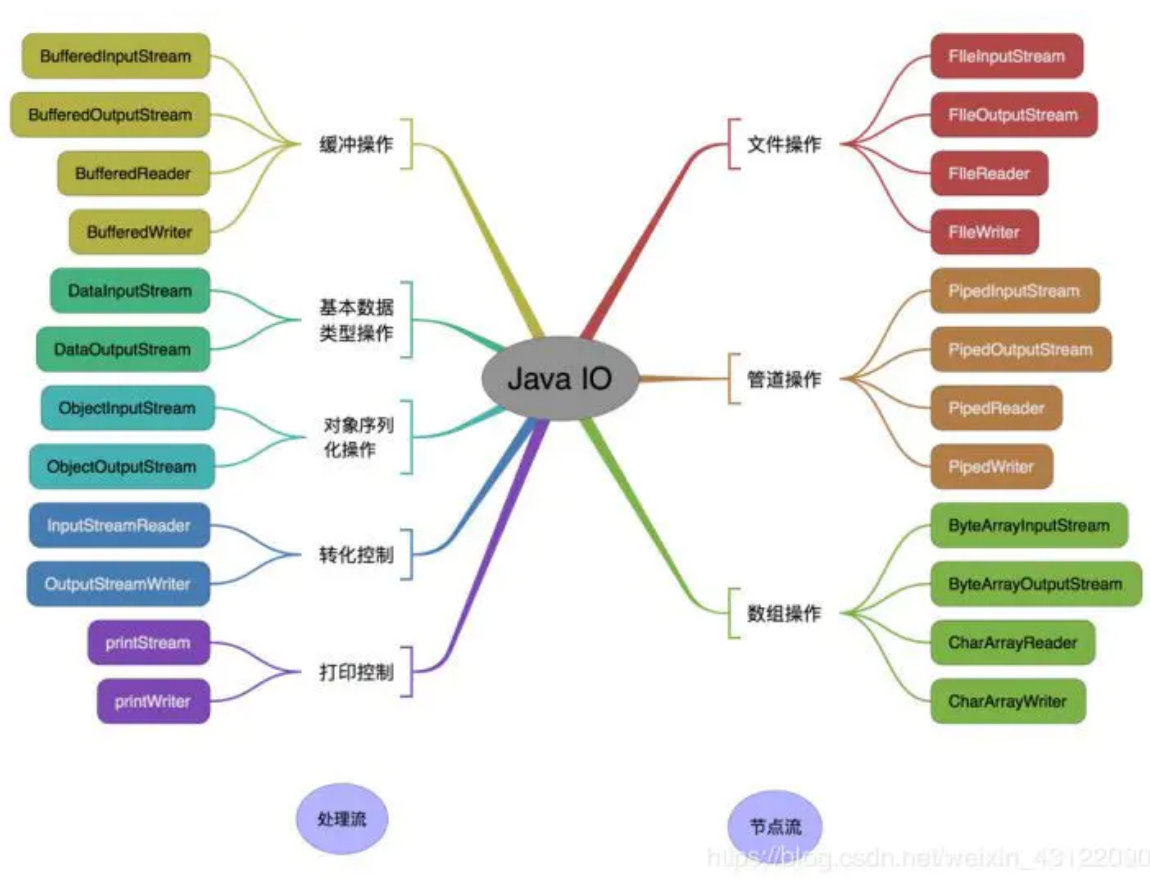 BufferedInputStream
BufferedOutputStream
BufferedReader
BufferedWriter
缓冲操作
DataInputStream
DataOutputStream
基本数据
类型操作
ObjectInputStream
ObjectOutputStream
对象序列
化操作
InputStreamReader
OutputStreamWriter
转化控制
printStream
printWriter
打印控制
处理流
Java IO
文件操作
FIleInputStream
FIleOutputStream
FIleReader
FIleWriter
管道操作
PipedInputStream
PipedOutputStream
PipedReader
PipedWriter
数组操作
ByteArrayInputStream
ByteArrayOutputStream
CharArrayReader
CharArrayWriter
节点流
https://blog.csdn.net/weixin_43122090